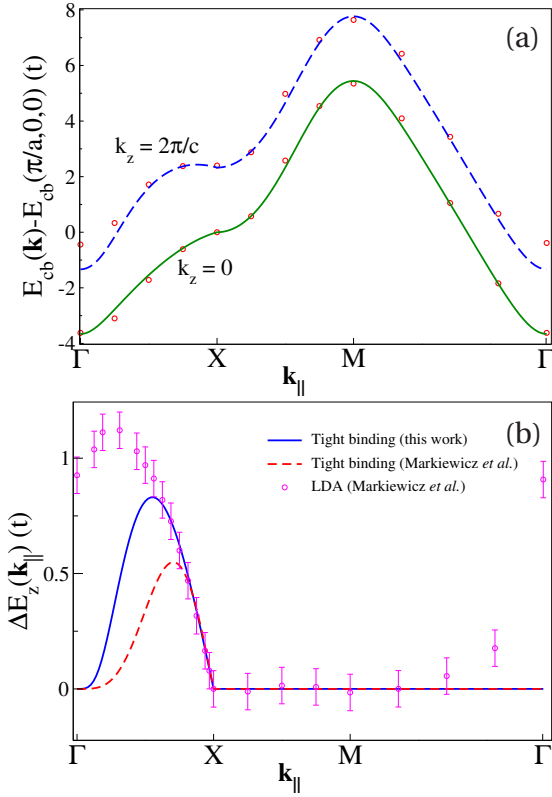 (a)
E_cb(k)-E_cb(π/a,0,0) (t)
8
6
4
2
0
-2
-4
k_z = 2π/c
k_z = 0
Γ X M Γ
k_||
(b)
ΔE_z(k_||) (t)
Tight binding (this work)
Tight binding (Markiewicz et al.)
LDA (Markiewicz et al.)
1
0.5
0
Γ X M Γ
k_||